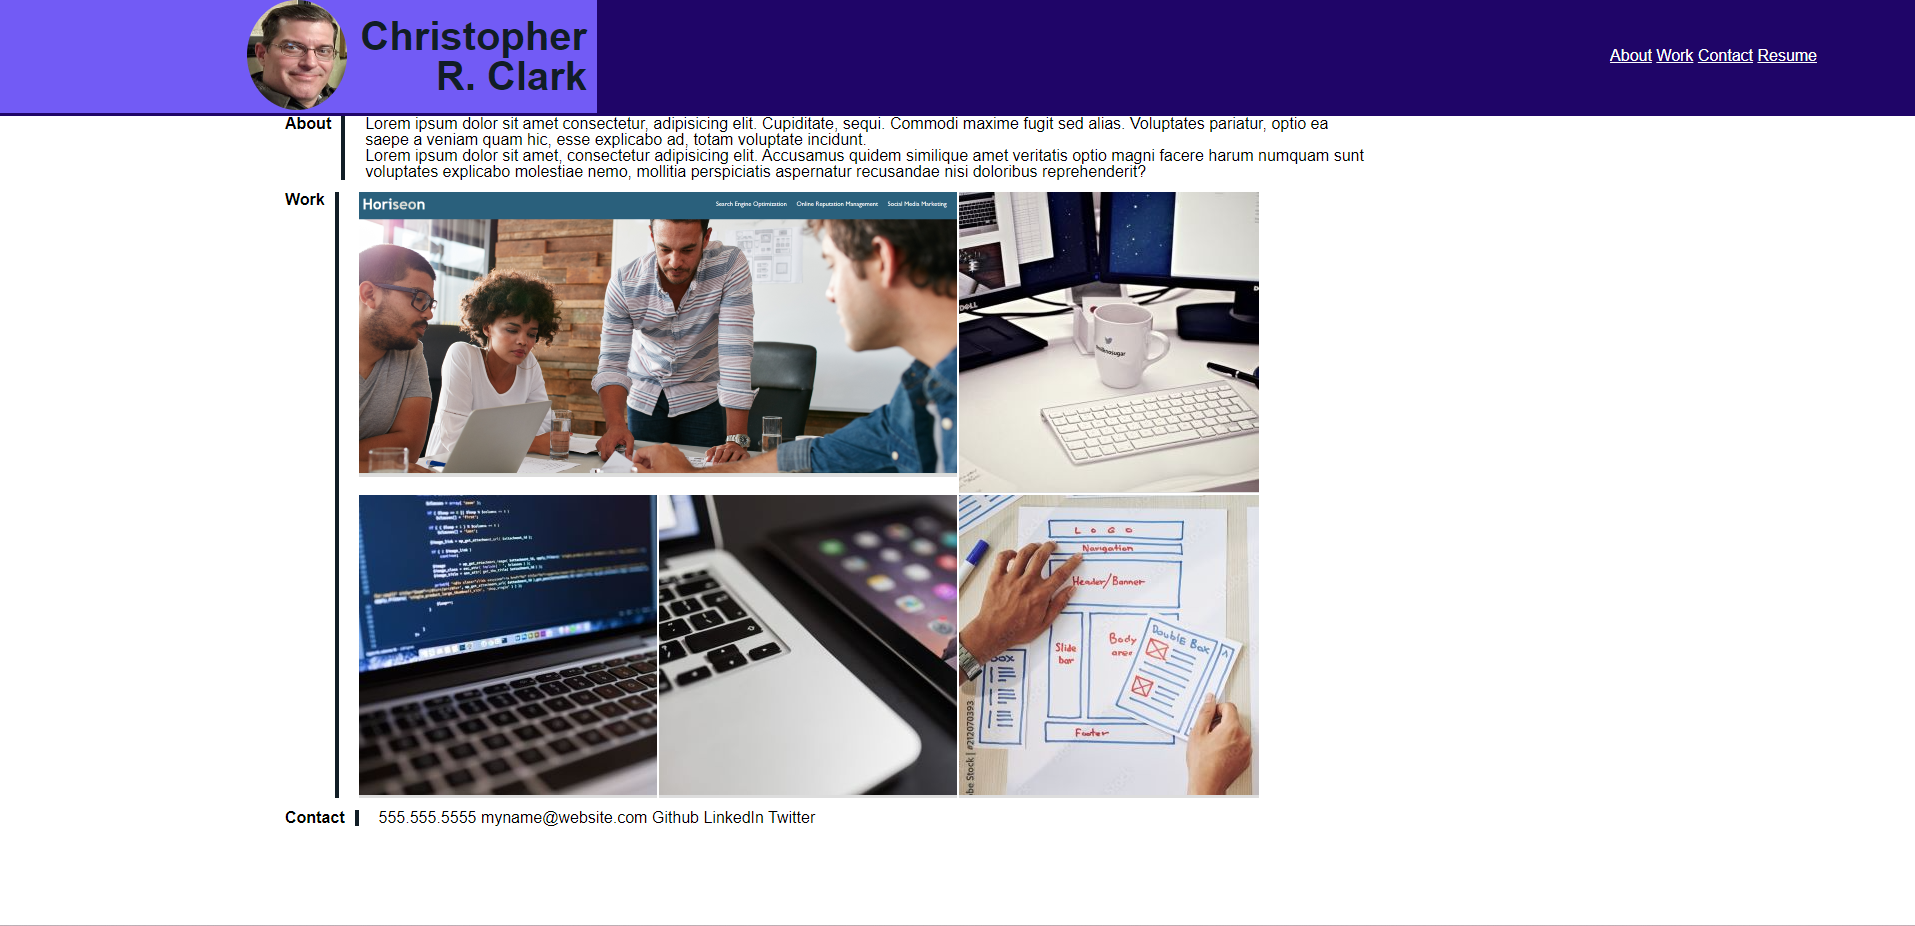 Christopher
R. Clark
About Work Contact Resume
About
Lorem ipsum dolor sit amet consectetur, adipisicing elit. Cupiditate, sequi. Commodi maxime fugit sed alias. Voluptates pariatur, optio ea
saepe a veniam quam hic, esse explicabo ad, totam voluptate incidunt.
Lorem ipsum dolor sit amet, consectetur adipisicing elit. Accusamus quidem similique amet veritatis optio magni facere harum numquam sunt
voluptates explicabo molestiae nemo, mollitia perspiciatis aspernatur recusandae nisi doloribus reprehenderit?
Work
Horiseon
Search Engine Optimization Online Reputation Management Social Media Marketing
DELL
LOGO
Navigation
Header/Banner
Slide
bar
Body
area
Double Box
Box
Footer
Stock | #212070393
Contact
555.555.5555 myname@website.com Github LinkedIn Twitter